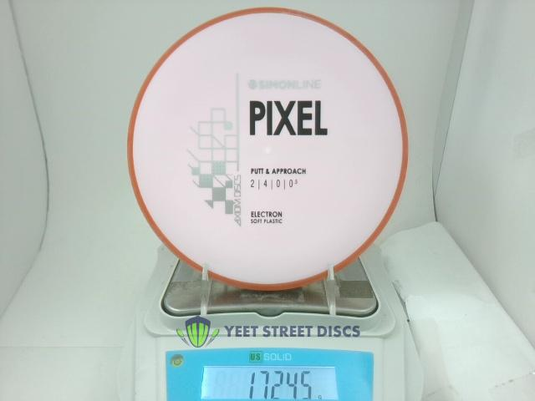 SIMONLINE
PIXEL
PUTT & APPROACH
2 | 4 | 0 | 0.5
ELECTRON
SOFT PLASTIC
AXIOM DISCS
YEET STREET DISCS
US SOLID
172.45